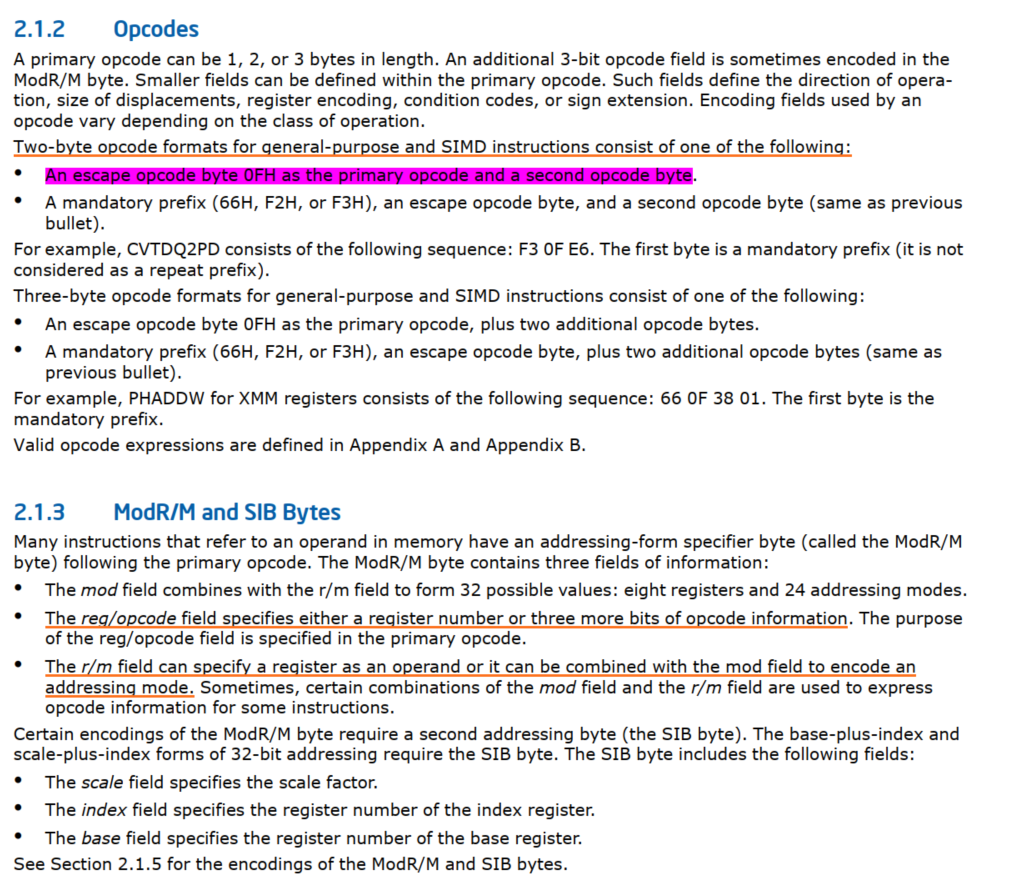 2.1.2 Opcodes
A primary opcode can be 1, 2, or 3 bytes in length. An additional 3-bit opcode field is sometimes encoded in the
ModR/M byte. Smaller fields can be defined within the primary opcode. Such fields define the direction of opera-
tion, size of displacements, register encoding, condition codes, or sign extension. Encoding fields used by an
opcode vary depending on the class of operation.
Two-byte opcode formats for general-purpose and SIMD instructions consist of one of the following:
• An escape opcode byte 0FH as the primary opcode and a second opcode byte.
• A mandatory prefix (66H, F2H, or F3H), an escape opcode byte, and a second opcode byte (same as previous
bullet).
For example, CVTDQ2PD consists of the following sequence: F3 0F E6. The first byte is a mandatory prefix (it is not
considered as a repeat prefix).
Three-byte opcode formats for general-purpose and SIMD instructions consist of one of the following:
• An escape opcode byte 0FH as the primary opcode, plus two additional opcode bytes.
• A mandatory prefix (66H, F2H, or F3H), an escape opcode byte, plus two additional opcode bytes (same as
previous bullet).
For example, PHADDW for XMM registers consists of the following sequence: 66 0F 38 01. The first byte is the
mandatory prefix.
Valid opcode expressions are defined in Appendix A and Appendix B.
2.1.3 ModR/M and SIB Bytes
Many instructions that refer to an operand in memory have an addressing-form specifier byte (called the ModR/M
byte) following the primary opcode. The ModR/M byte contains three fields of information:
• The mod field combines with the r/m field to form 32 possible values: eight registers and 24 addressing modes.
• The reg/opcode field specifies either a register number or three more bits of opcode information. The purpose
of the reg/opcode field is specified in the primary opcode.
• The r/m field can specify a register as an operand or it can be combined with the mod field to encode an
addressing mode. Sometimes, certain combinations of the mod field and the r/m field are used to express
opcode information for some instructions.
Certain encodings of the ModR/M byte require a second addressing byte (the SIB byte). The base-plus-index and
scale-plus-index forms of 32-bit addressing require the SIB byte. The SIB byte includes the following fields:
• The scale field specifies the scale factor.
• The index field specifies the register number of the index register.
• The base field specifies the register number of the base register.
See Section 2.1.5 for the encodings of the ModR/M and SIB bytes.